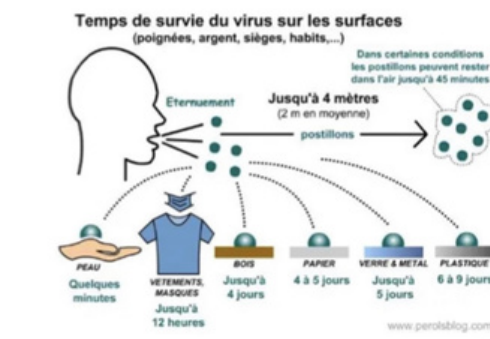 Temps de survie du virus sur les surfaces
(poignées, argent, sièges, habits,...)
Dans certaines conditions
les postillons peuvent rester
dans l'air jusqu'à 45 minutes
Eternuement
Jusqu'à 4 mètres
(2 m en moyenne)
postillons
PEAU
Quelques
minutes
VETEMENTS,
MASQUES
Jusqu'à
12 heures
BOIS
Jusqu'à
4 jours
PAPIER
4 à 5 jours
VERRE & METAL
Jusqu'à
5 jours
PLASTIQUE
6 à 9 jours
www.perolsblog.com